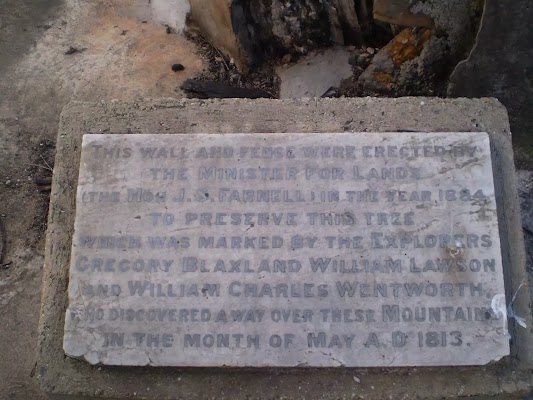 THIS WALL AND FENCE WERE ERECTED BY
THE MINISTER FOR LANDS
(THE HON J.S. FARNELL) IN THE YEAR 1884
TO PRESERVE THIS TREE
WHICH WAS MARKED BY THE EXPLORERS
GREGORY BLAXLAND WILLIAM LAWSON
AND WILLIAM CHARLES WENTWORTH,
WHO DISCOVERED A WAY OVER THESE MOUNTAINS
IN THE MONTH OF MAY A.D 1813.